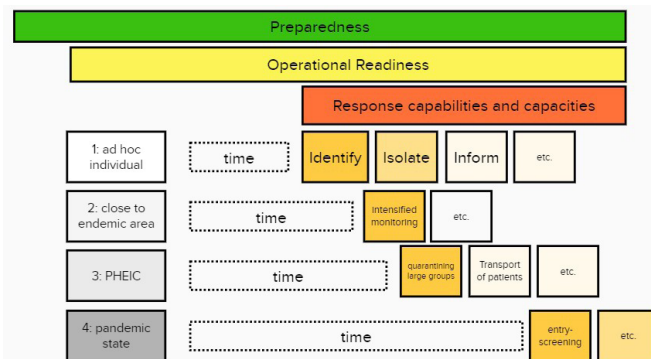 Preparedness
Operational Readiness
Response capabilities and capacities
1: ad hoc
individual
time
Identify
Isolate
Inform
etc.
2: close to
endemic area
time
intensified
monitoring
etc.
3: PHEIC
time
quarantining
large groups
Transport
of patients
etc.
4: pandemic
state
time
entry-
screening
etc.